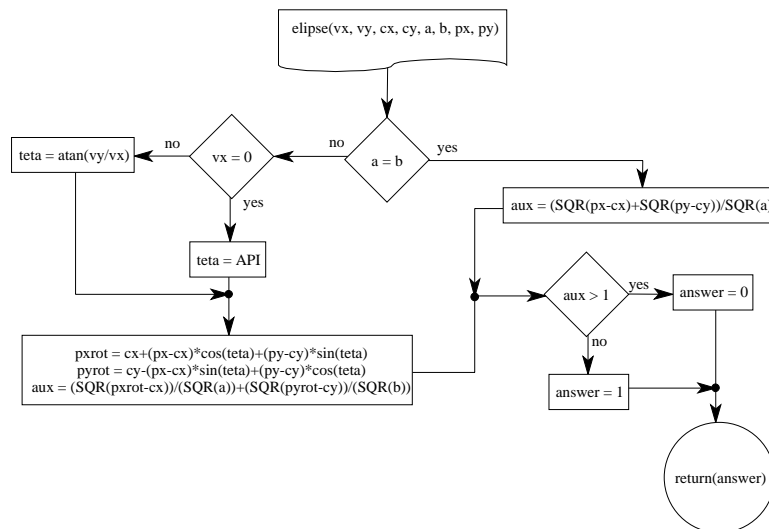 elipse(vx, vy, cx, cy, a, b, px, py)
a = b
no
yes
vx = 0
no
yes
teta = atan(vy/vx)
teta = API
aux = (SQR(px-cx)+SQR(py-cy))/SQR(a)
pxrot = cx+(px-cx)*cos(teta)+(py-cy)*sin(teta)
pyrot = cy-(px-cx)*sin(teta)+(py-cy)*cos(teta)
aux = (SQR(pxrot-cx))/(SQR(a))+(SQR(pyrot-cy))/(SQR(b))
aux > 1
yes
no
answer = 0
answer = 1
return(answer)